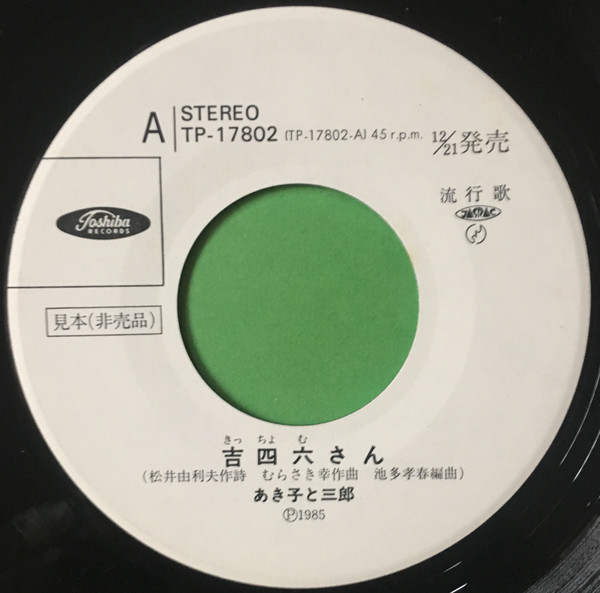 A
STEREO
TP-17802 (TP-17802-A) 45 r.p.m.
12/21発売
流行歌
JASRAC
Toshiba
RECORDS
見本(非売品)
きっ ちょ む
吉四六さん
(松井由利夫作詩 むらさき幸作曲 池多孝春編曲)
あき子と三郎
Ⓟ1985